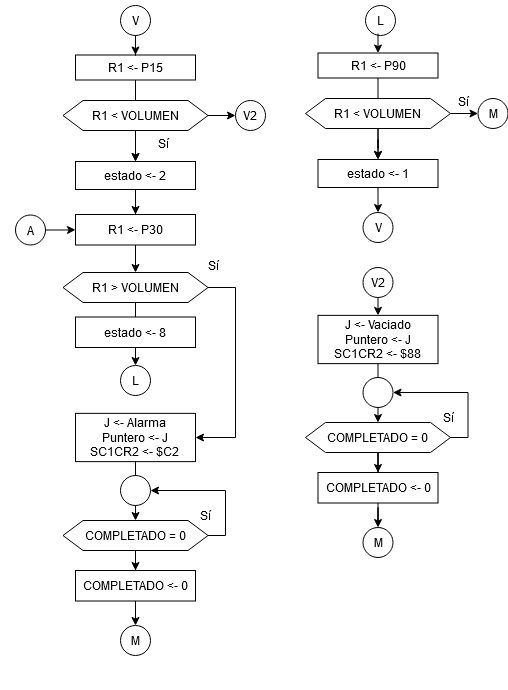 V
R1 <- P15
R1 < VOLUMEN
V2
Sí
estado <- 2
A
R1 <- P30
Sí
R1 > VOLUMEN
estado <- 8
L
J <- Alarma
Puntero <- J
SC1CR2 <- $C2
Sí
COMPLETADO = 0
COMPLETADO <- 0
M
L
R1 <- P90
Sí
R1 < VOLUMEN
M
estado <- 1
V
V2
J <- Vaciado
Puntero <- J
SC1CR2 <- $88
Sí
COMPLETADO = 0
COMPLETADO <- 0
M